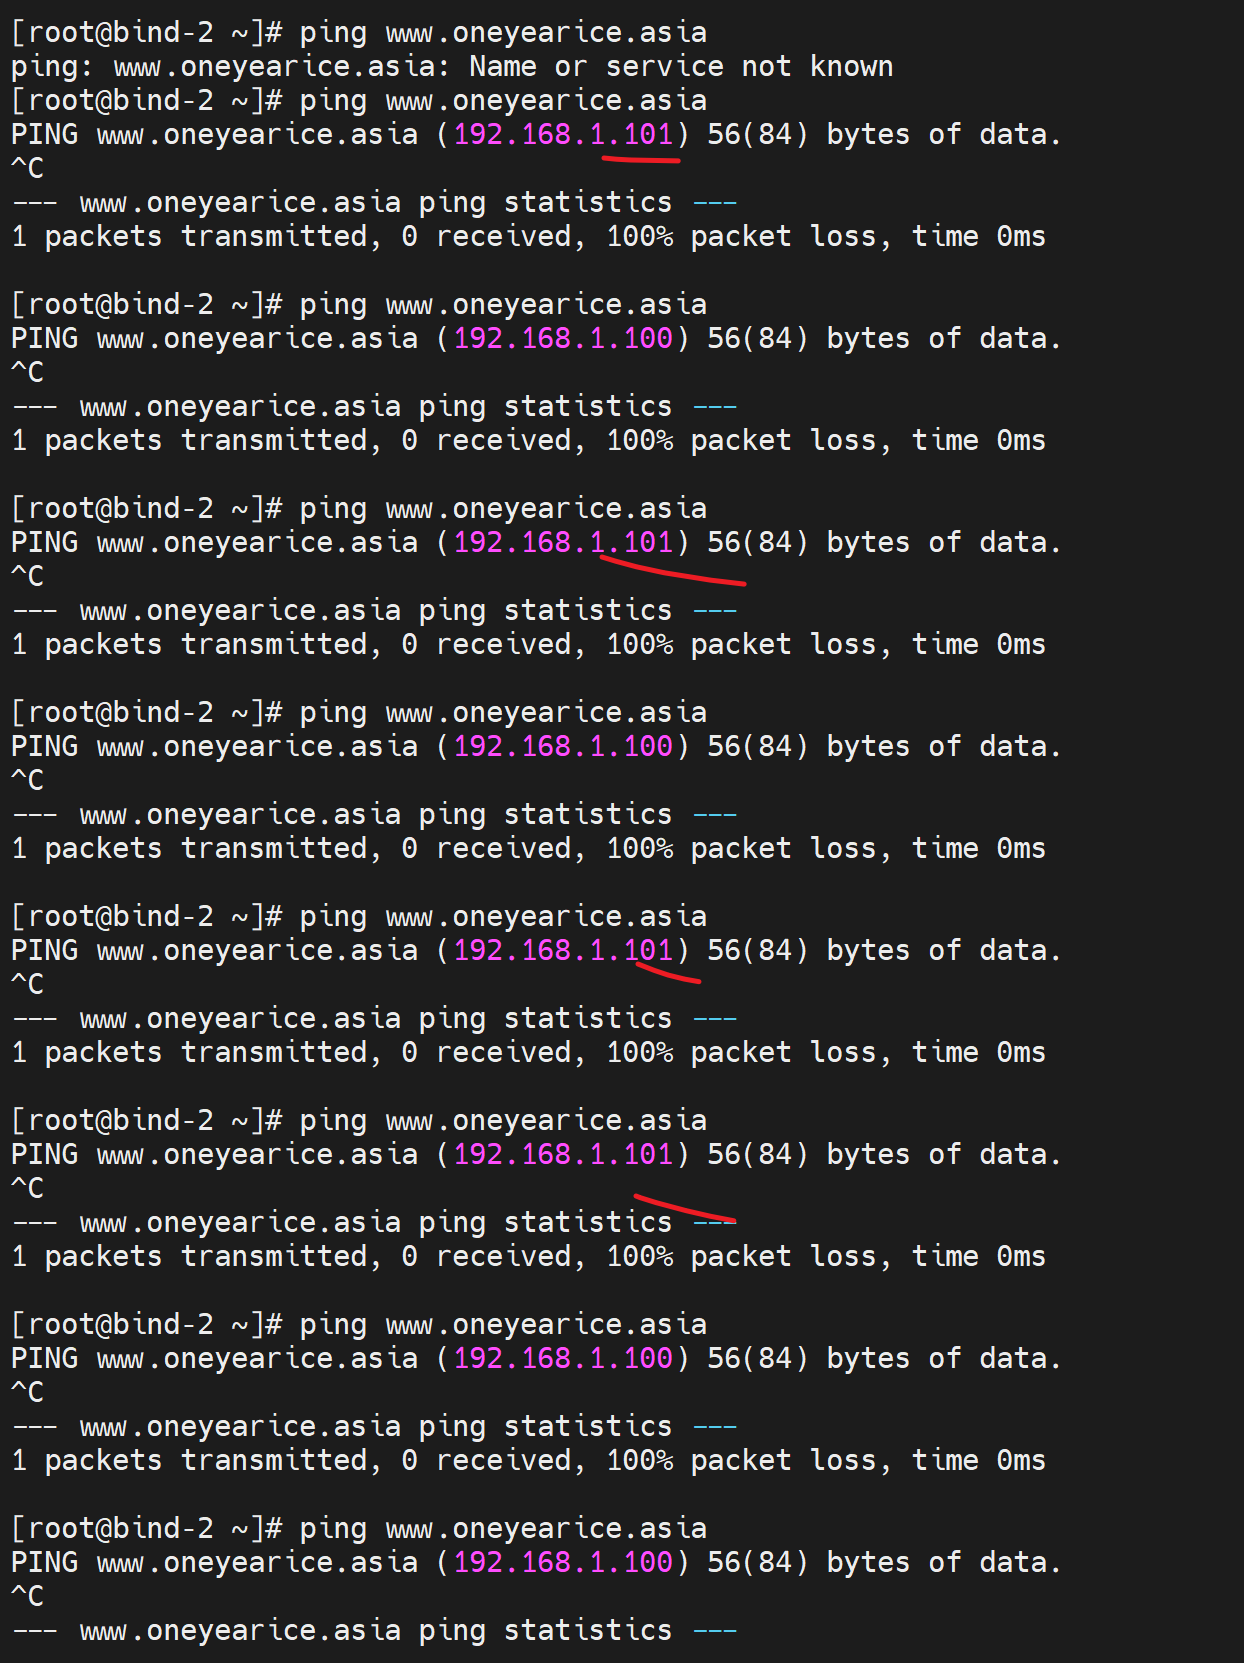 [root@bind-2 ~]# ping www.oneyearice.asia
ping: www.oneyearice.asia: Name or service not known
[root@bind-2 ~]# ping www.oneyearice.asia
PING www.oneyearice.asia (192.168.1.101) 56(84) bytes of data.
^C
--- www.oneyearice.asia ping statistics ---
1 packets transmitted, 0 received, 100% packet loss, time 0ms

[root@bind-2 ~]# ping www.oneyearice.asia
PING www.oneyearice.asia (192.168.1.100) 56(84) bytes of data.
^C
--- www.oneyearice.asia ping statistics ---
1 packets transmitted, 0 received, 100% packet loss, time 0ms

[root@bind-2 ~]# ping www.oneyearice.asia
PING www.oneyearice.asia (192.168.1.101) 56(84) bytes of data.
^C
--- www.oneyearice.asia ping statistics ---
1 packets transmitted, 0 received, 100% packet loss, time 0ms

[root@bind-2 ~]# ping www.oneyearice.asia
PING www.oneyearice.asia (192.168.1.100) 56(84) bytes of data.
^C
--- www.oneyearice.asia ping statistics ---
1 packets transmitted, 0 received, 100% packet loss, time 0ms

[root@bind-2 ~]# ping www.oneyearice.asia
PING www.oneyearice.asia (192.168.1.101) 56(84) bytes of data.
^C
--- www.oneyearice.asia ping statistics ---
1 packets transmitted, 0 received, 100% packet loss, time 0ms

[root@bind-2 ~]# ping www.oneyearice.asia
PING www.oneyearice.asia (192.168.1.101) 56(84) bytes of data.
^C
--- www.oneyearice.asia ping statistics ---
1 packets transmitted, 0 received, 100% packet loss, time 0ms

[root@bind-2 ~]# ping www.oneyearice.asia
PING www.oneyearice.asia (192.168.1.100) 56(84) bytes of data.
^C
--- www.oneyearice.asia ping statistics ---
1 packets transmitted, 0 received, 100% packet loss, time 0ms

[root@bind-2 ~]# ping www.oneyearice.asia
PING www.oneyearice.asia (192.168.1.100) 56(84) bytes of data.
^C
--- www.oneyearice.asia ping statistics ---